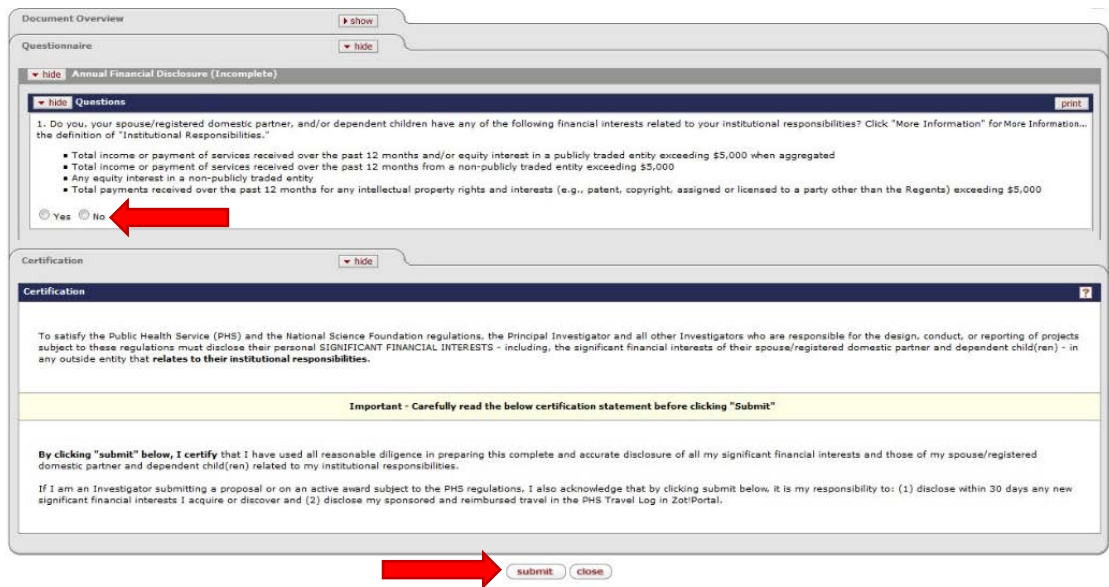 Document Overview
show
Questionnaire
hide
hide Annual Financial Disclosure (Incomplete)
hide Questions
print
1. Do you, your spouse/registered domestic partner, and/or dependent children have any of the following financial interests related to your institutional responsibilities? Click "More Information" for More Information...
the definition of "Institutional Responsibilities."
Total income or payment of services received over the past 12 months and/or equity interest in a publicly traded entity exceeding $5,000 when aggregated
Total income or payment of services received over the past 12 months from a non-publicly traded entity exceeding $5,000
Any equity interest in a non-publicly traded entity
Total payments received over the past 12 months for any intellectual property rights and interests (e.g., patent, copyright, assigned or licensed to a party other than the Regents) exceeding $5,000
Yes No
Certification
hide
Certification
?
To satisfy the Public Health Service (PHS) and the National Science Foundation regulations, the Principal Investigator and all other Investigators who are responsible for the design, conduct, or reporting of projects
subject to these regulations must disclose their personal SIGNIFICANT FINANCIAL INTERESTS - including, the significant financial interests of their spouse/registered domestic partner and dependent child(ren) - in
any outside entity that relates to their institutional responsibilities.
Important - Carefully read the below certification statement before clicking "Submit"
By clicking "submit" below, I certify that I have used all reasonable diligence in preparing this complete and accurate disclosure of all my significant financial interests and those of my spouse/registered
domestic partner and dependent child(ren) related to my institutional responsibilities.
If I am an Investigator submitting a proposal or on an active award subject to the PHS regulations, I also acknowledge that by clicking submit below, it is my responsibility to: (1) disclose within 30 days any new
significant financial interests I acquire or discover and (2) disclose my sponsored and reimbursed travel in the PHS Travel Log in Zot!Portal.
submit close